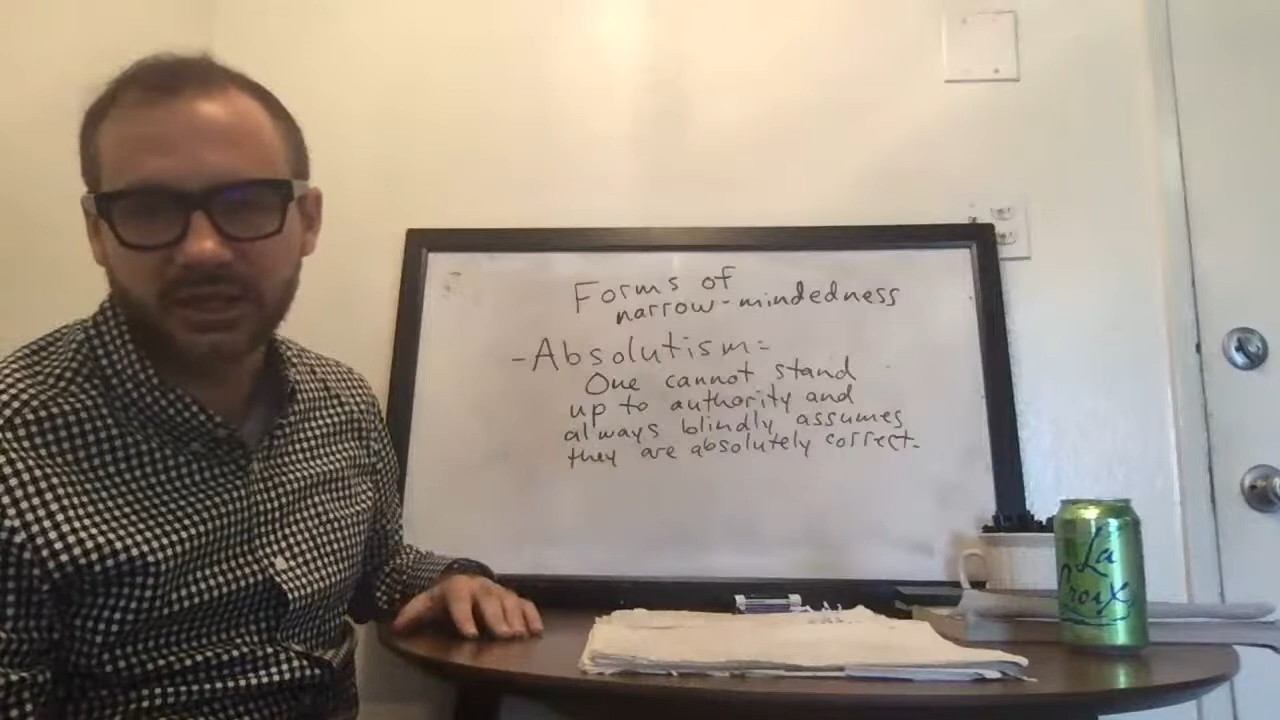 Forms of
narrow-mindedness
-Absolutism=
One cannot stand
up to authority and
always blindly assumes
they are absolutely correct.
La
Croix